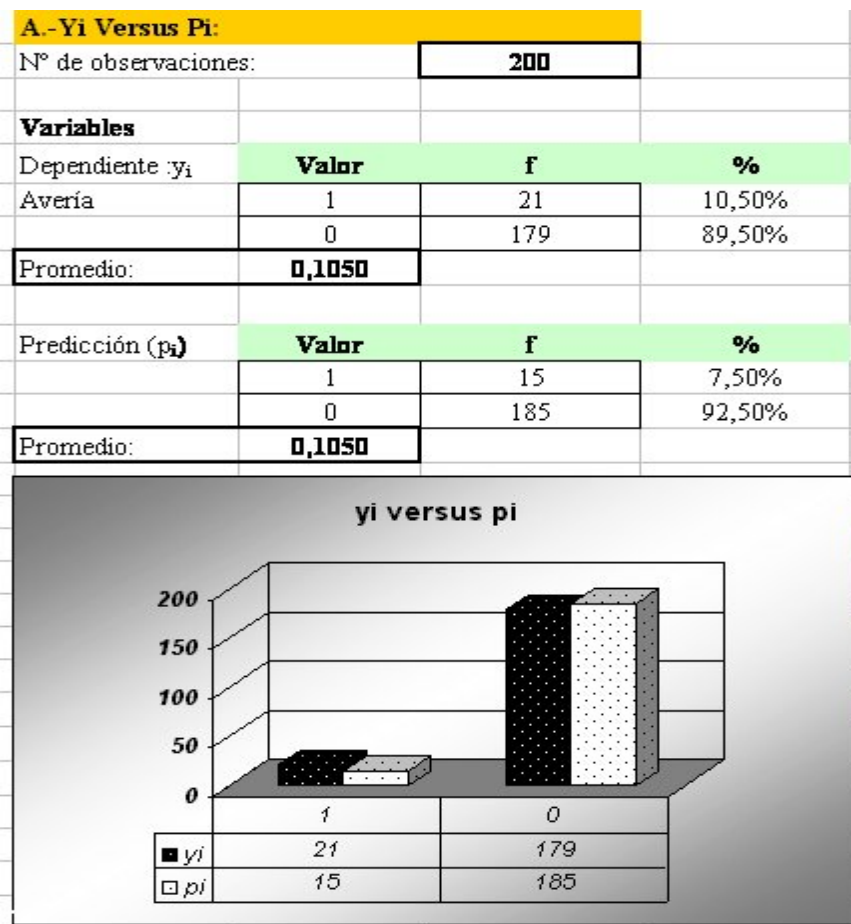 A.-Yi Versus Pi:
Nº de observaciones: 200
Variables
Dependiente :yi Valor f %
Avería 1 21 10,50%
0 179 89,50%
Promedio: 0,1050
Predicción (pi) Valor f %
1 15 7,50%
0 185 92,50%
Promedio: 0,1050
yi versus pi
200
150
100
50
0
1 0
yi 21 179
pi 15 185